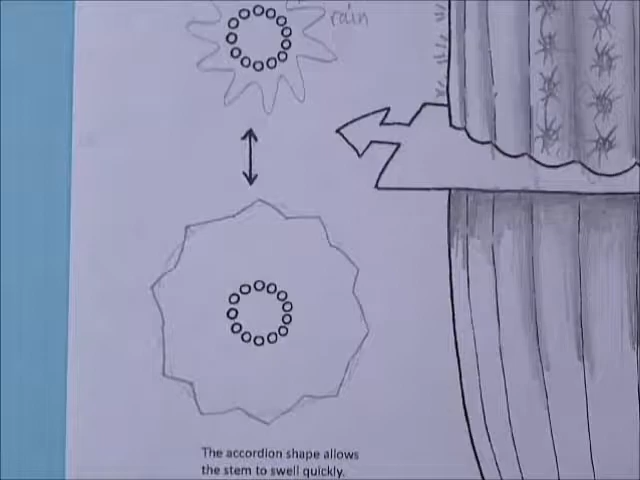 rain
The accordion shape allows
the stem to swell quickly.